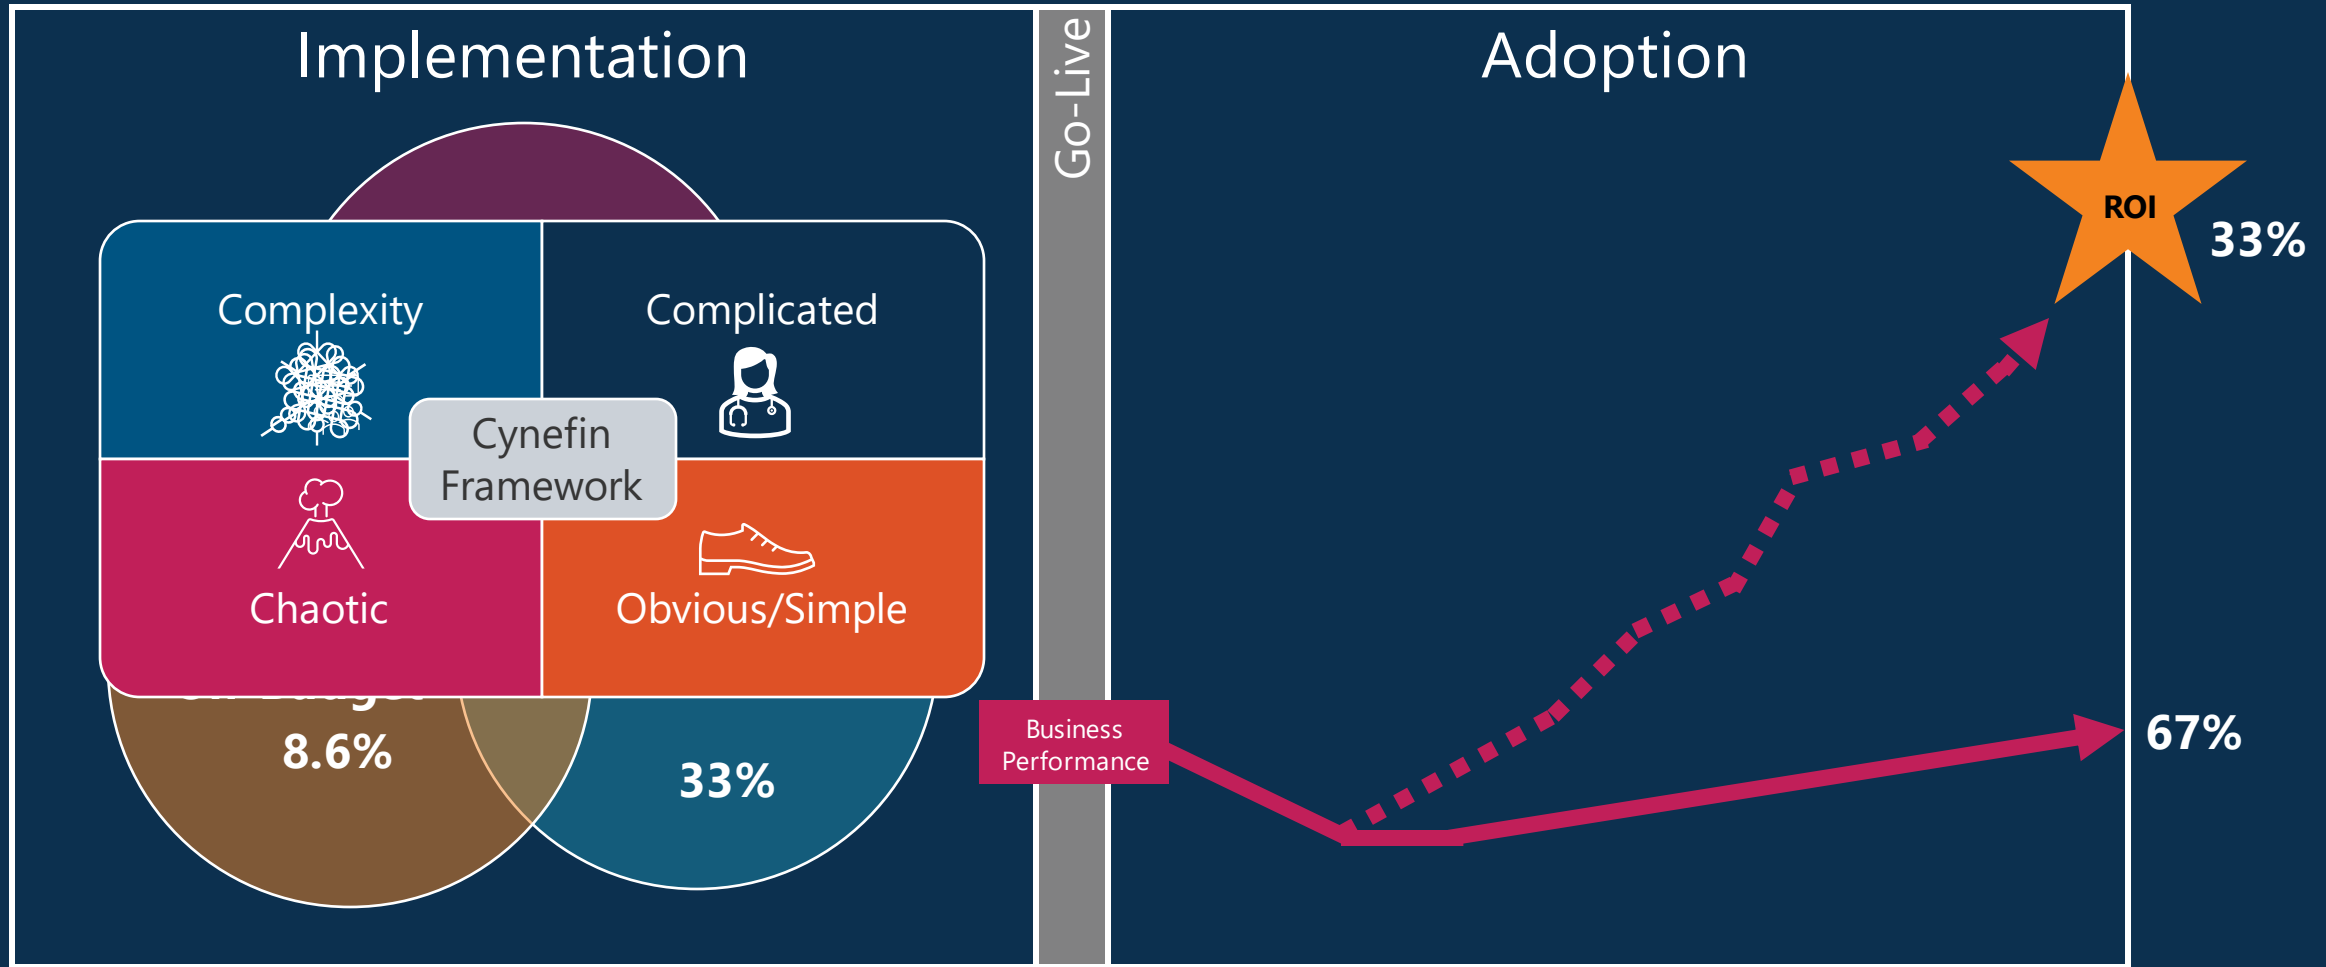 Implementation
Go-Live
Adoption
ROI
33%
Complexity
Complicated
Cynefin
Framework
Chaotic
Obvious/Simple
8.6%
33%
Business
Performance
67%